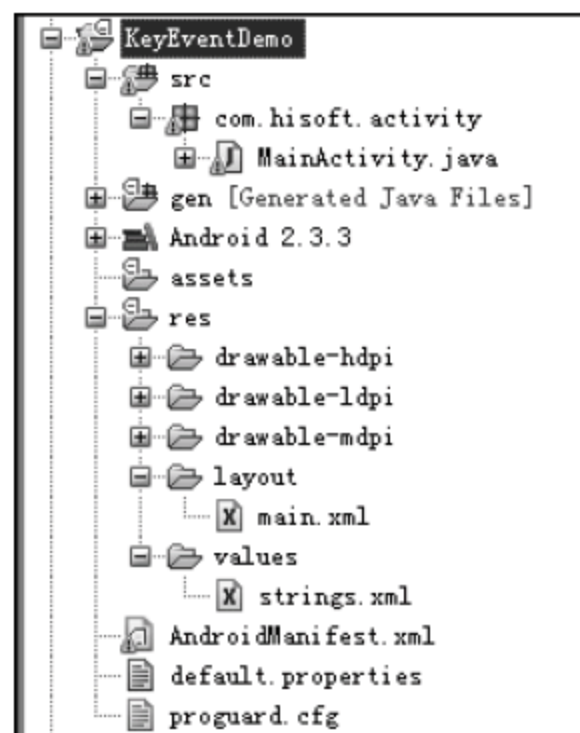 KeyEventDemo
src
com.hisoft.activity
MainActivity.java
gen [Generated Java Files]
Android 2.3.3
assets
res
drawable-hdpi
drawable-ldpi
drawable-mdpi
layout
main.xml
values
strings.xml
AndroidManifest.xml
default.properties
proguard.cfg